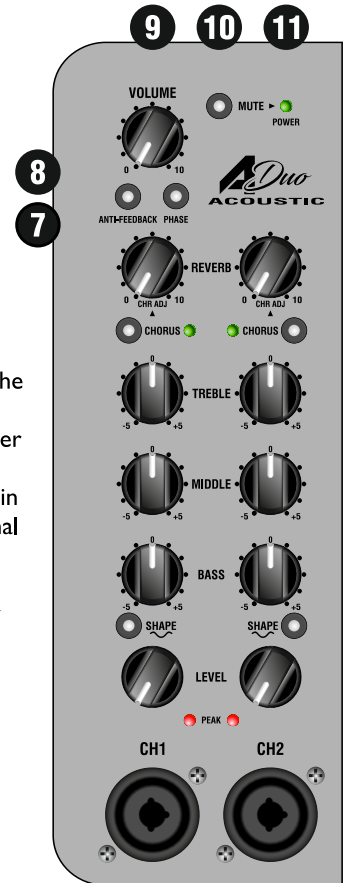 9 10 11
VOLUME
MUTE ►
POWER
0 10
8
A Duo
ACOUSTIC
7
ANTI-FEEDBACK PHASE
REVERB
0 CHR ADJ 10 0 CHR ADJ 10
▲ ▲
CHORUS CHORUS
0 0
he
TREBLE
-5 +5 -5 +5
er
0 0
MIDDLE
in
-5 +5 -5 +5
nal
0 0
BASS
-5 +5 -5 +5
SHAPE SHAPE
LEVEL
PEAK
CH1 CH2